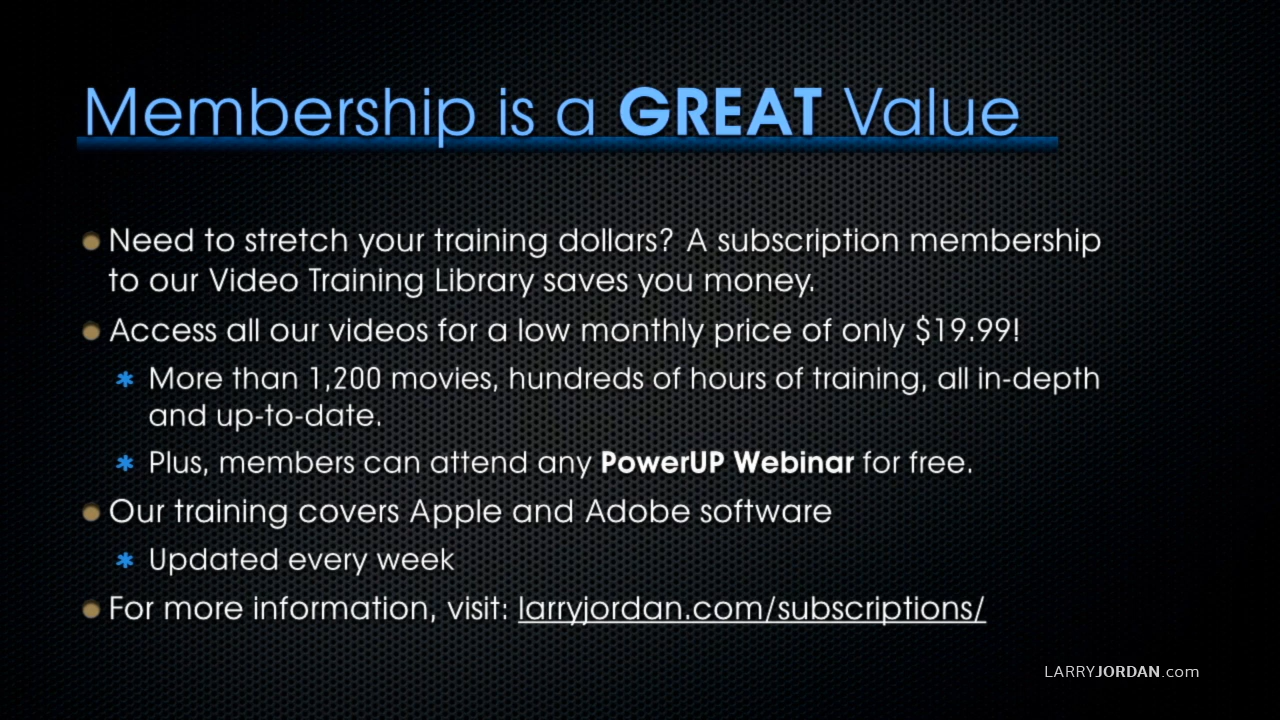 Membership is a GREAT Value
Need to stretch your training dollars? A subscription membership
to our Video Training Library saves you money.
Access all our videos for a low monthly price of only $19.99!
More than 1,200 movies, hundreds of hours of training, all in-depth
and up-to-date.
Plus, members can attend any PowerUP Webinar for free.
Our training covers Apple and Adobe software
Updated every week
For more information, visit: larryjordan.com/subscriptions/
LARRYJORDAN.com